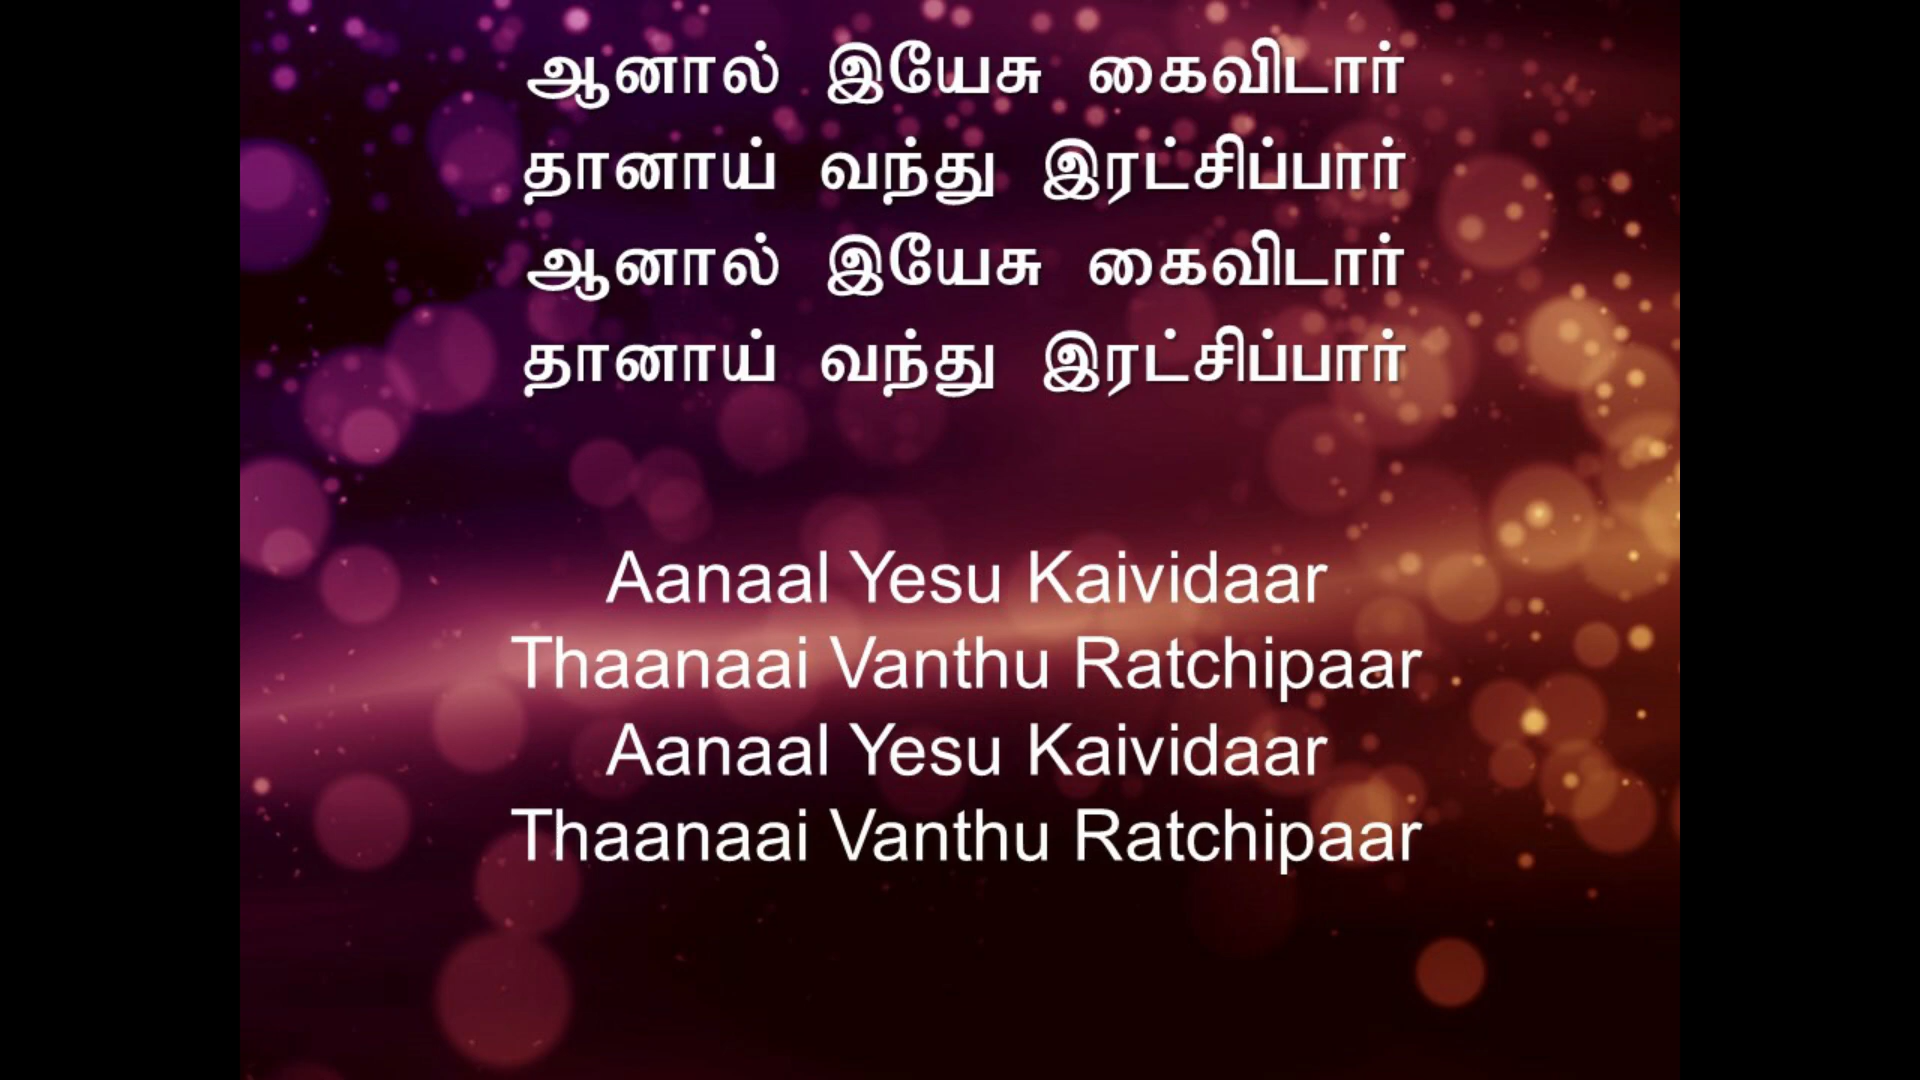 ஆனால் இயேசு கைவிடார்
தானாய் வந்து இரட்சிப்பார்
ஆனால் இயேசு கைவிடார்
தானாய் வந்து இரட்சிப்பார்
Aanaal Yesu Kaividaar
Thaanaai Vanthu Ratchipaar
Aanaal Yesu Kaividaar
Thaanaai Vanthu Ratchipaar